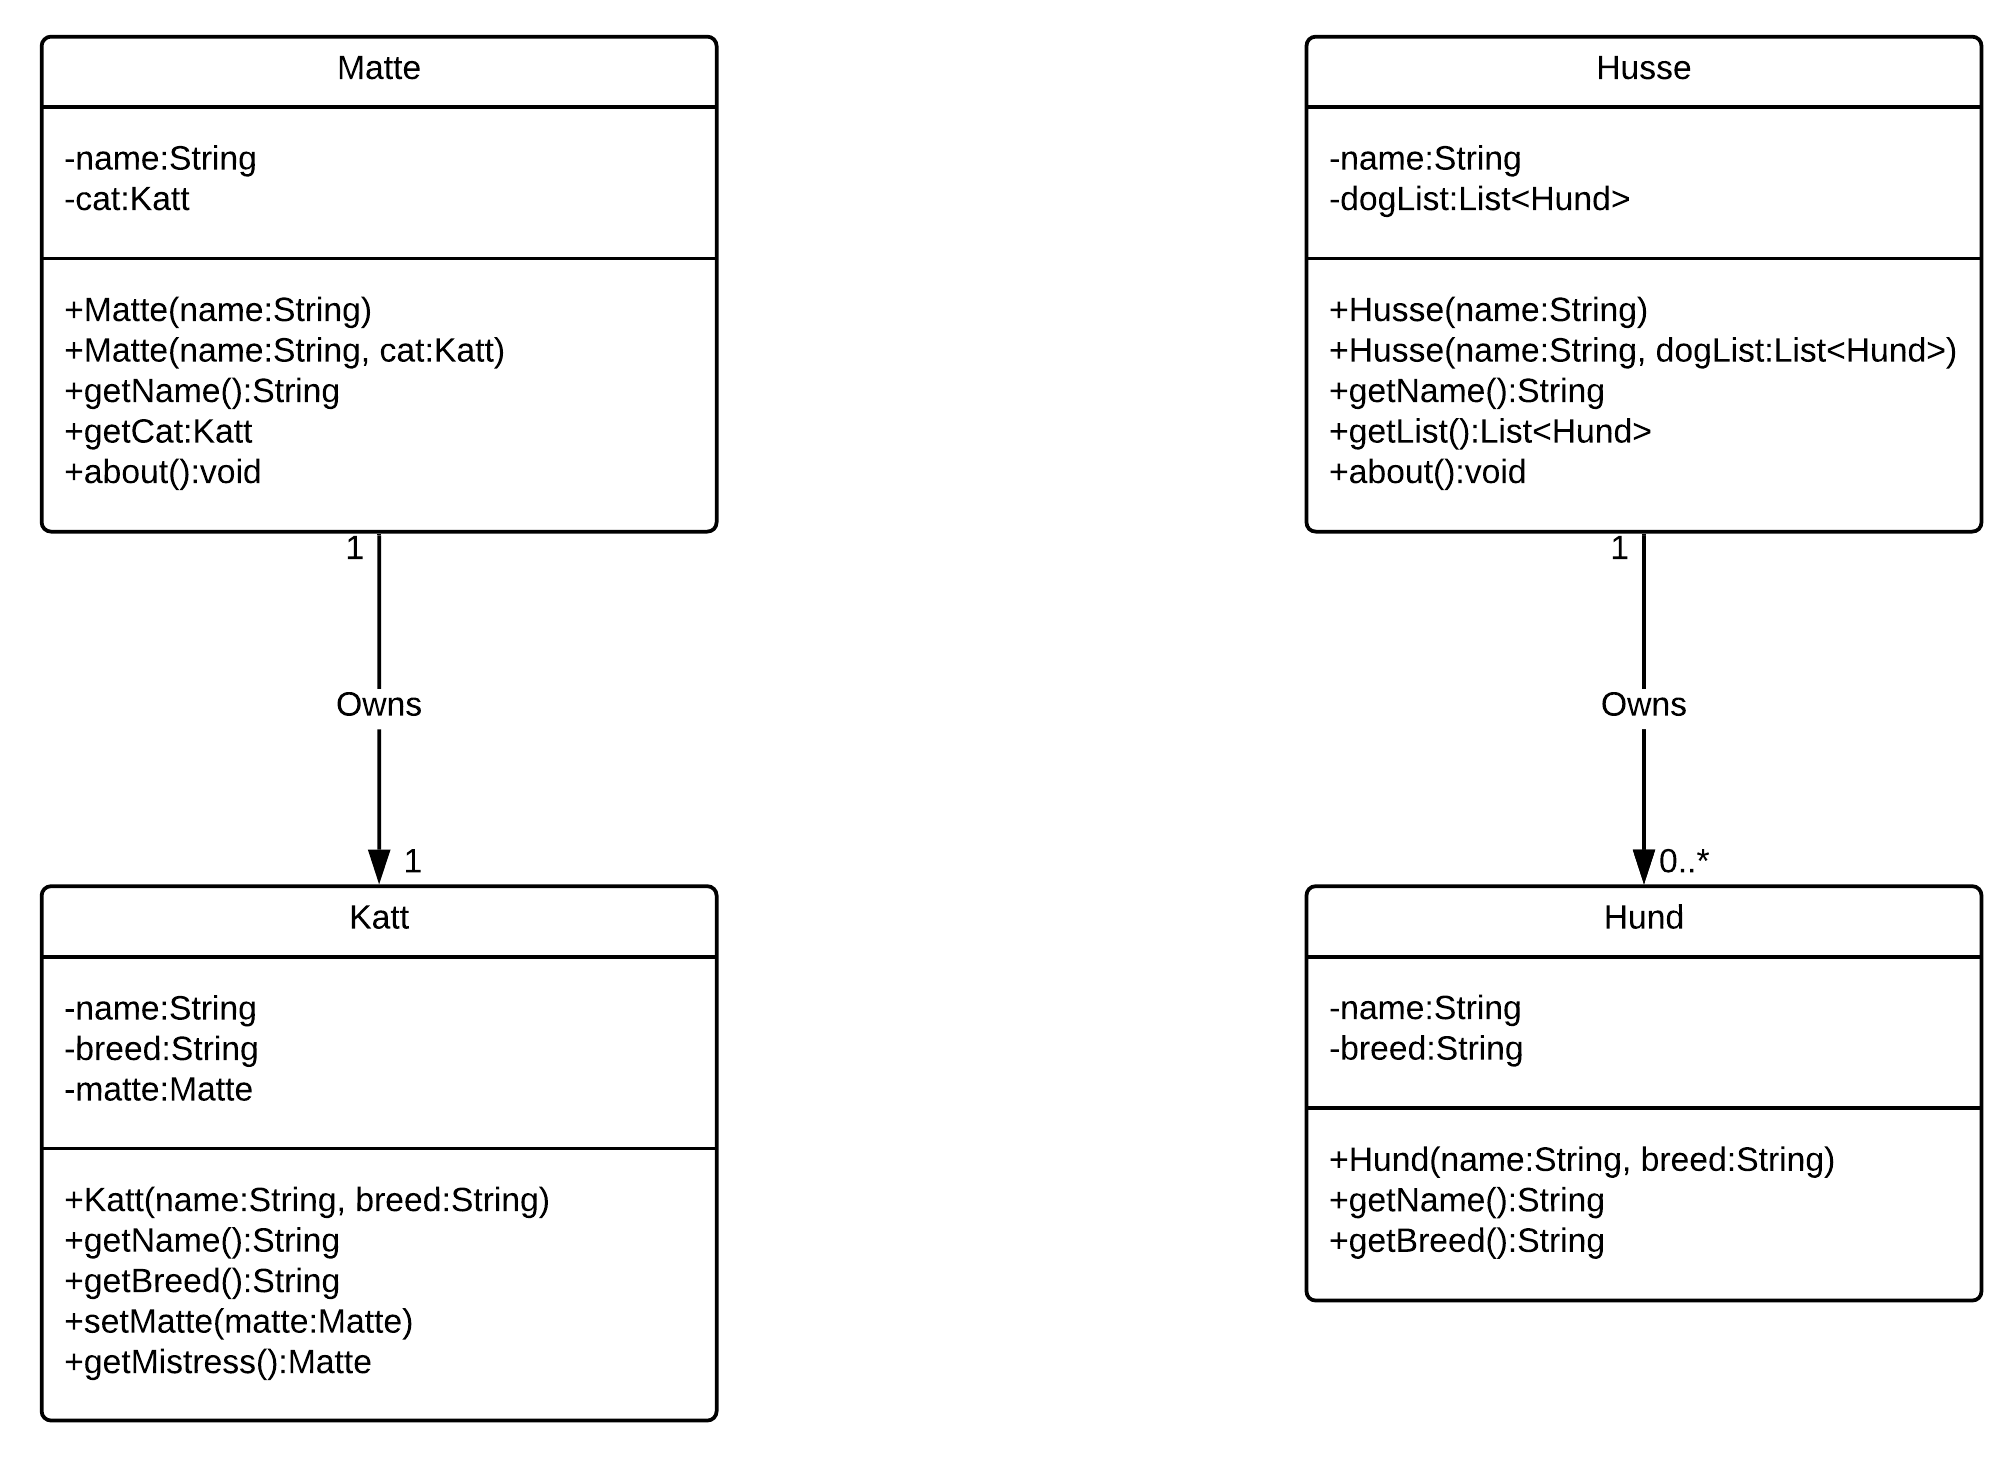 Matte
-name:String
-cat:Katt
+Matte(name:String)
+Matte(name:String, cat:Katt)
+getName():String
+getCat:Katt
+about():void
1
Owns
1
Katt
-name:String
-breed:String
-matte:Matte
+Katt(name:String, breed:String)
+getName():String
+getBreed():String
+setMatte(matte:Matte)
+getMistress():Matte
Husse
-name:String
-dogList:List<Hund>
+Husse(name:String)
+Husse(name:String, dogList:List<Hund>)
+getName():String
+getList():List<Hund>
+about():void
1
Owns
0..*
Hund
-name:String
-breed:String
+Hund(name:String, breed:String)
+getName():String
+getBreed():String